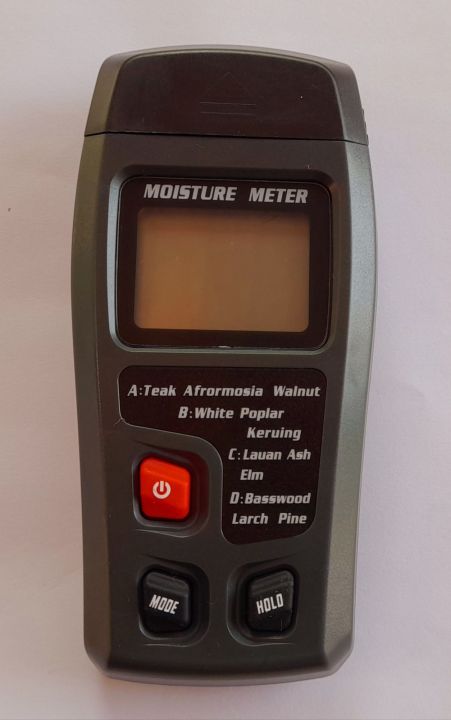 MOISTURE METER
A:Teak Afrormosia Walnut
B:White Poplar
Keruing
C:Lauan Ash
Elm
D:Basswood
Larch Pine
MODE
HOLD